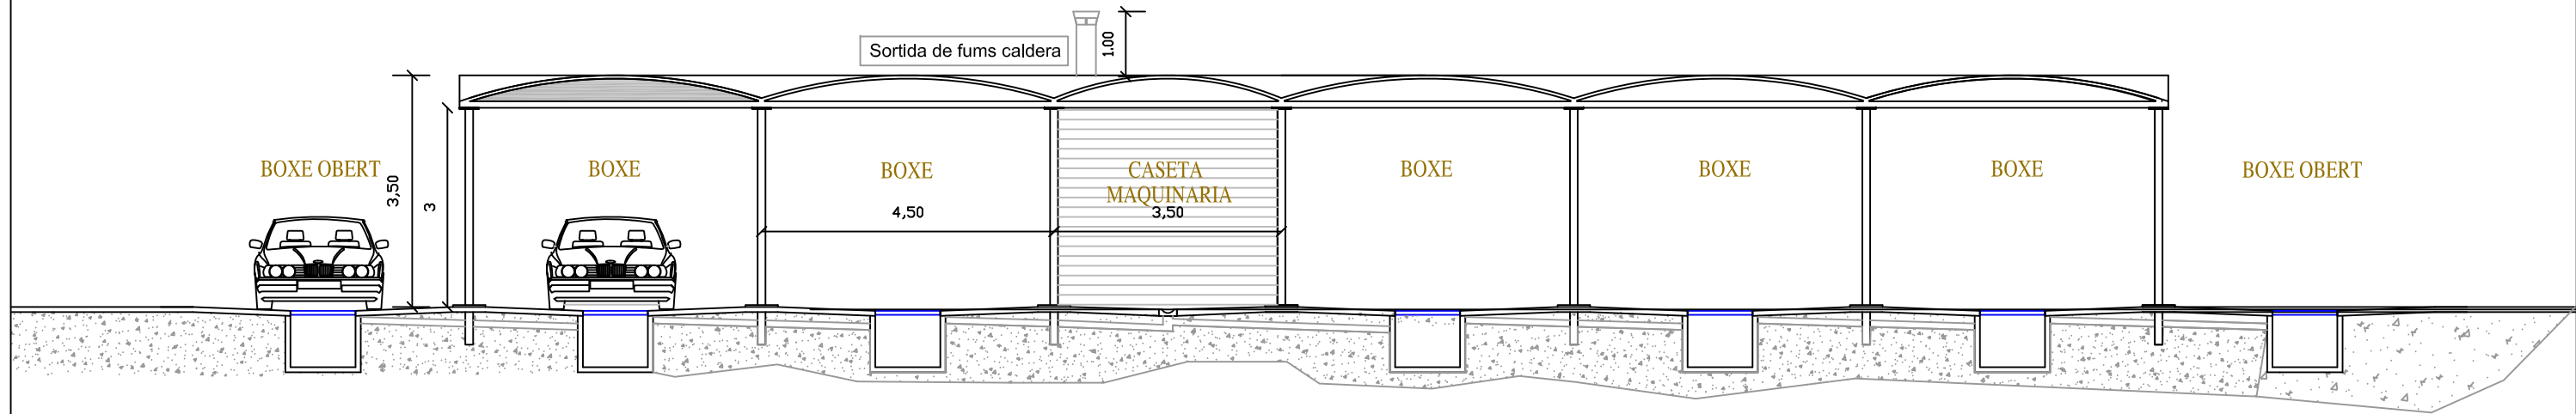 Sortida de fums caldera
1.00
BOXE OBERT
3,50
3
BOXE
BOXE
4,50
CASETA
MAQUINARIA
3,50
BOXE
BOXE
BOXE
BOXE OBERT